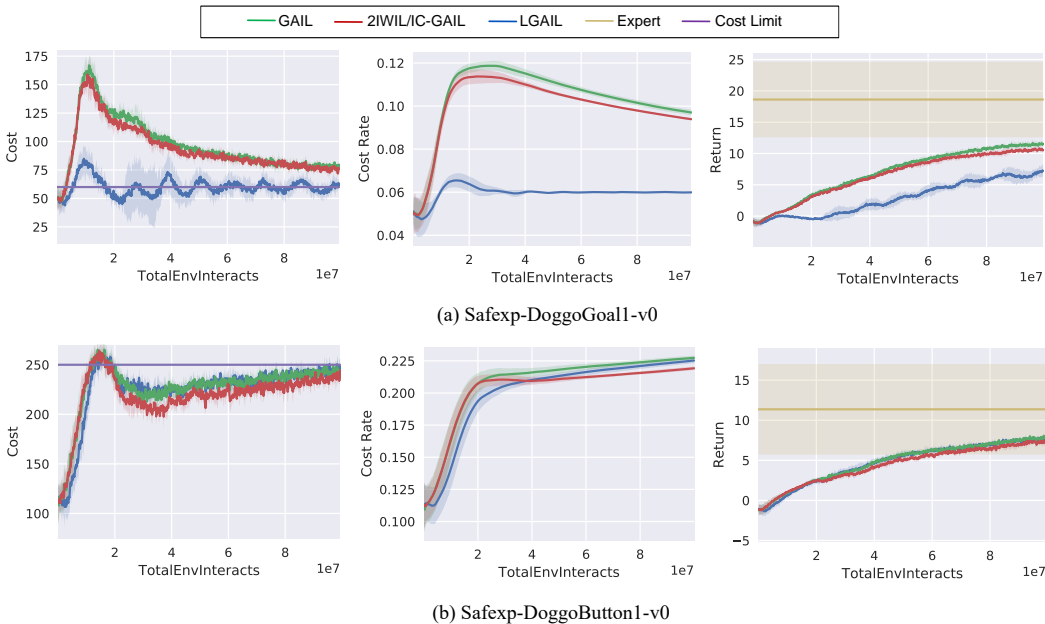 GAIL 2IWIL/IC-GAIL LGAIL Expert Cost Limit
175
150
125
100
75
50
25
Cost
2 4 6 8
1e7
TotalEnvInteracts
0.12
0.10
0.08
0.06
0.04
Cost Rate
2 4 6 8
1e7
TotalEnvInteracts
25
20
15
10
5
0
Return
2 4 6 8
1e7
TotalEnvInteracts
(a) Safexp-DoggoGoal1-v0
250
200
150
100
Cost
2 4 6 8
1e7
TotalEnvInteracts
0.225
0.200
0.175
0.150
0.125
0.100
Cost Rate
2 4 6 8
1e7
TotalEnvInteracts
15
10
5
0
−5
Return
2 4 6 8
1e7
TotalEnvInteracts
(b) Safexp-DoggoButton1-v0